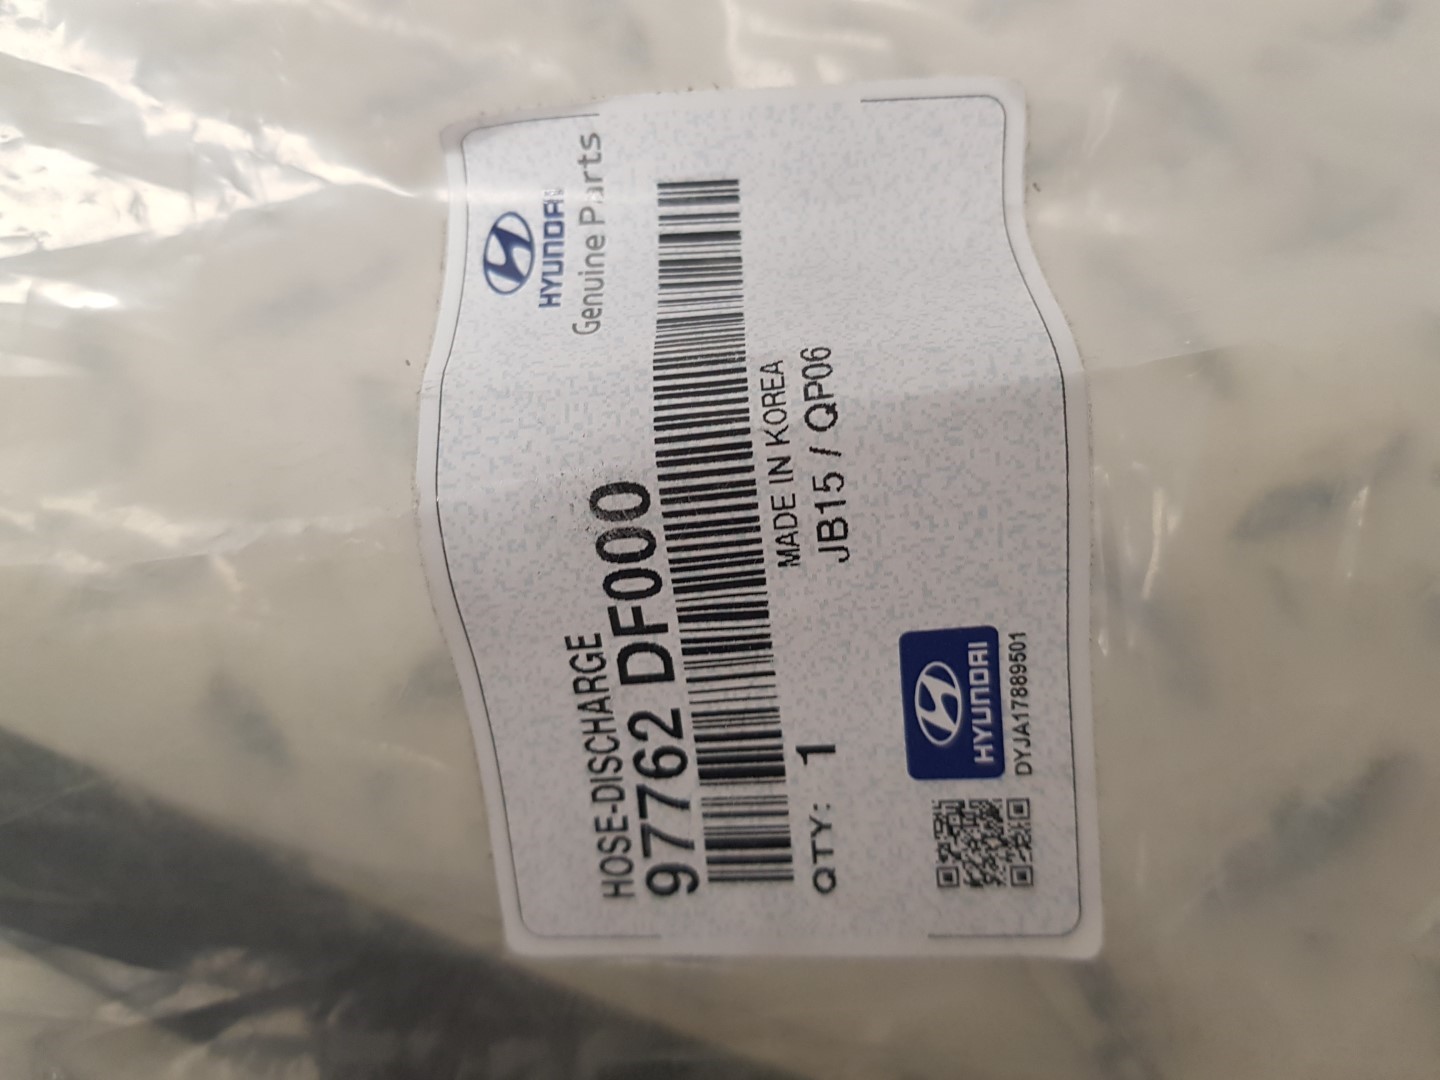 HYUNDAI
Genuine Parts
HOSE-DISCHARGE
97762 DF000
MADE IN KOREA
QTY: 1
JB15 / QP06
HYUNDAI
DYJA17889501